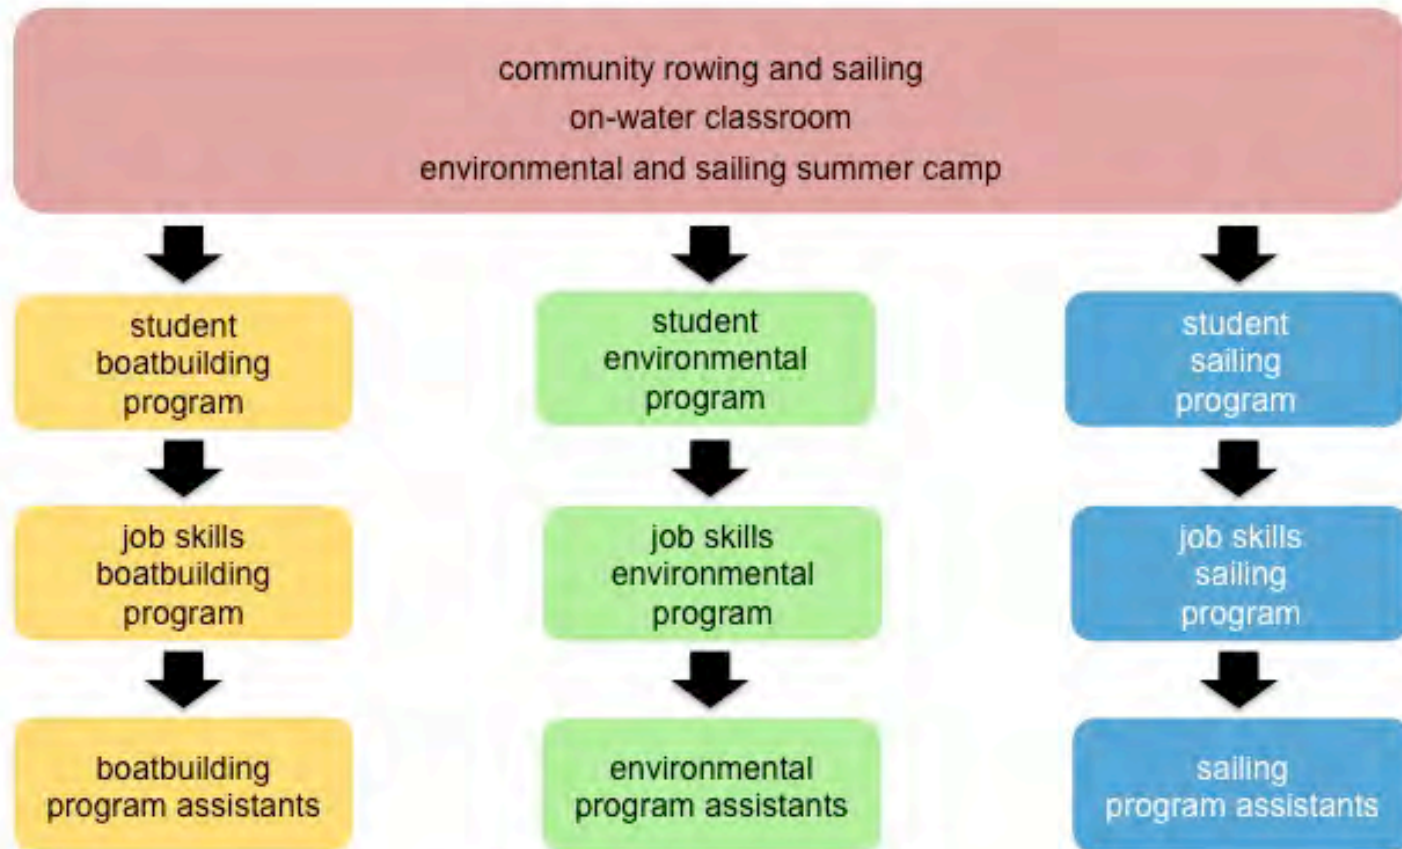 community rowing and sailing
on-water classroom
environmental and sailing summer camp
student
boatbuilding
program
student
environmental
program
student
sailing
program
job skills
boatbuilding
program
job skills
environmental
program
job skills
sailing
program
boatbuilding
program assistants
environmental
program assistants
sailing
program assistants